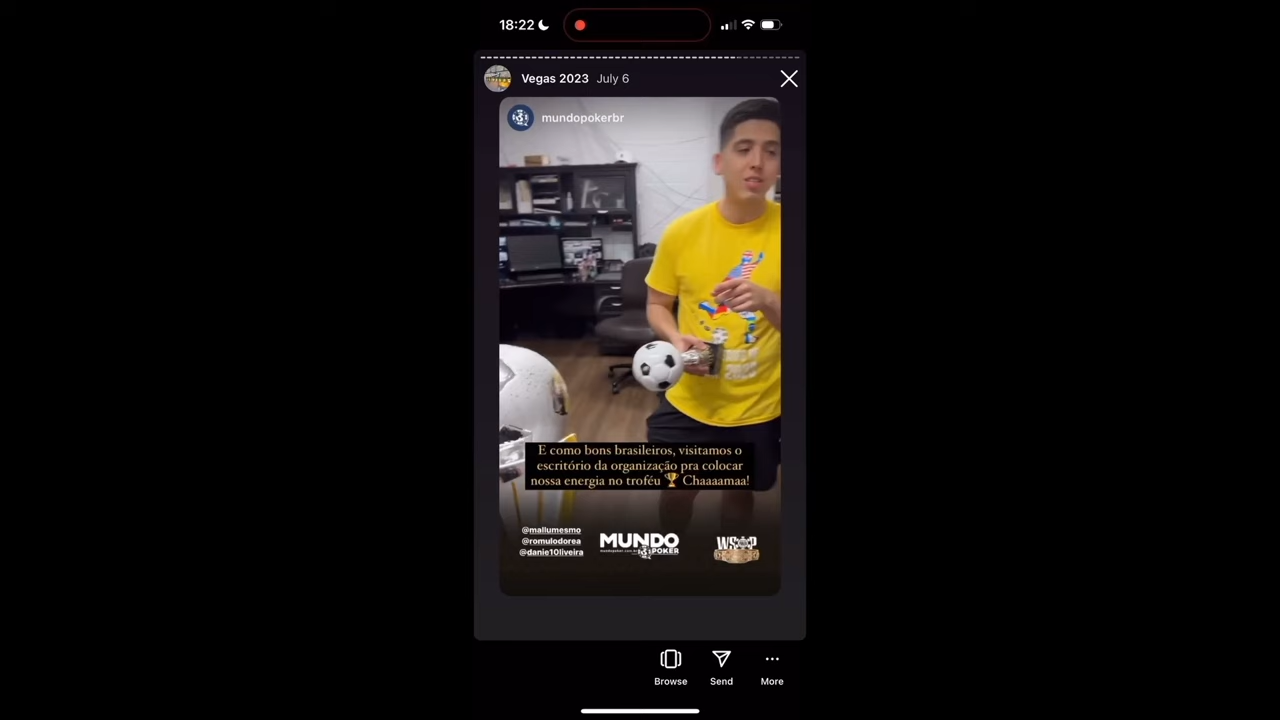 18:22
Vegas 2023 July 6
mundopokerbr
E como bons brasileiros, visitamos o
escritório da organização pra colocar
nossa energia no troféu 🏆 Chaaaamaa!
@mallumesmo
@romulodorea
@danie10liveira
MUNDO
POKER
WSOP
Browse
Send
More